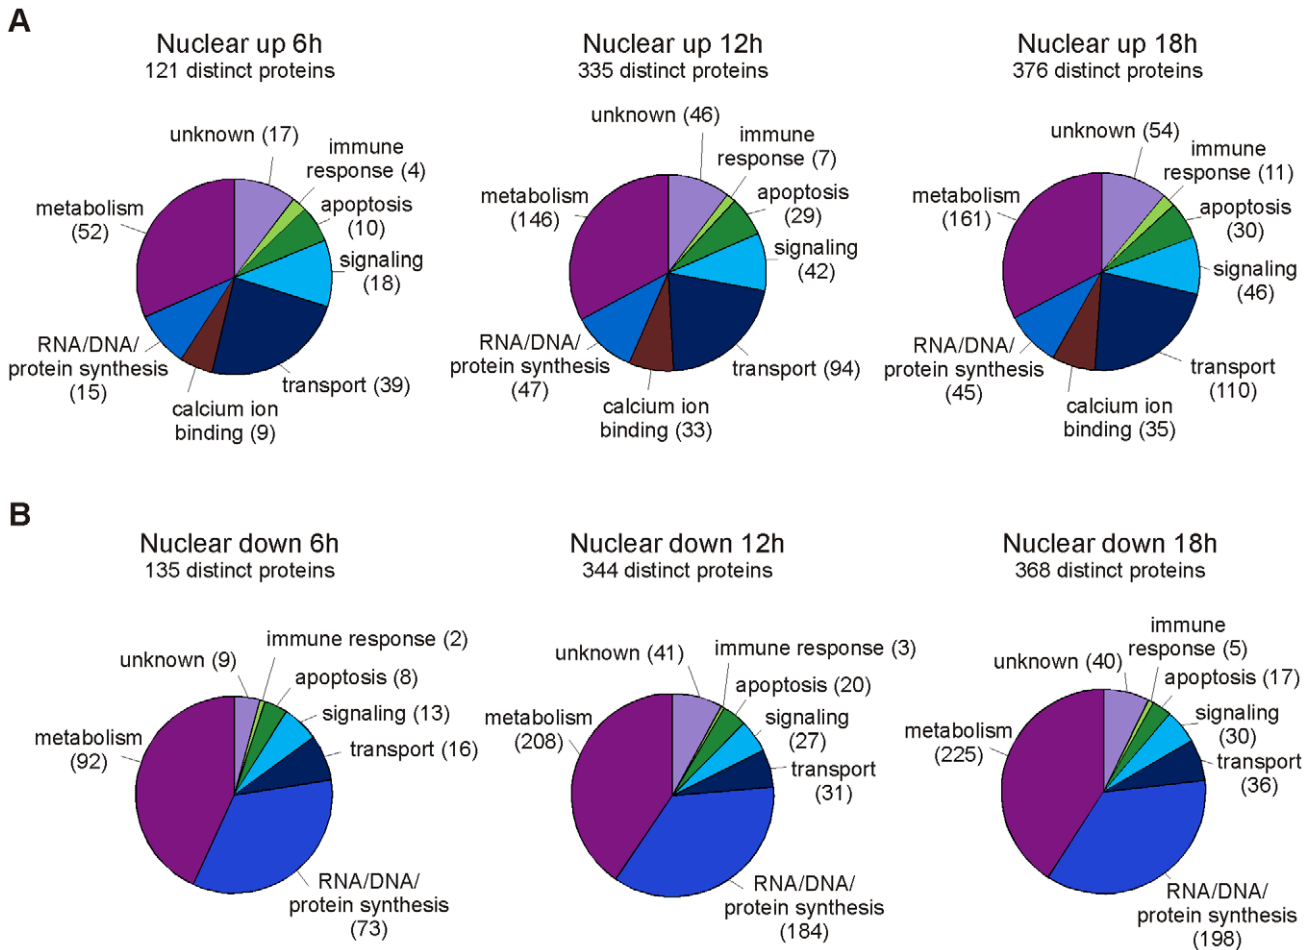 A
Nuclear up 6h
121 distinct proteins
unknown (17)
immune
response (4)
apoptosis
(10)
signaling
(18)
transport (39)
calcium ion
binding (9)
RNA/DNA/
protein synthesis
(15)
metabolism
(52)
Nuclear up 12h
335 distinct proteins
unknown (46)
immune
response (7)
apoptosis
(29)
signaling
(42)
transport (94)
calcium ion
binding (33)
RNA/DNA/
protein synthesis
(47)
metabolism
(146)
Nuclear up 18h
376 distinct proteins
unknown (54)
immune
response (11)
apoptosis
(30)
signaling
(46)
transport
(110)
calcium ion
binding (35)
RNA/DNA/
protein synthesis
(45)
metabolism
(161)
B
Nuclear down 6h
135 distinct proteins
unknown (9)
immune response (2)
apoptosis (8)
signaling (13)
transport (16)
RNA/DNA/
protein synthesis
(73)
metabolism
(92)
Nuclear down 12h
344 distinct proteins
unknown (41)
immune response (3)
apoptosis (20)
signaling
(27)
transport
(31)
RNA/DNA/
protein synthesis
(184)
metabolism
(208)
Nuclear down 18h
368 distinct proteins
unknown (40)
immune
response (5)
apoptosis (17)
signaling
(30)
transport
(36)
RNA/DNA/
protein synthesis
(198)
metabolism
(225)